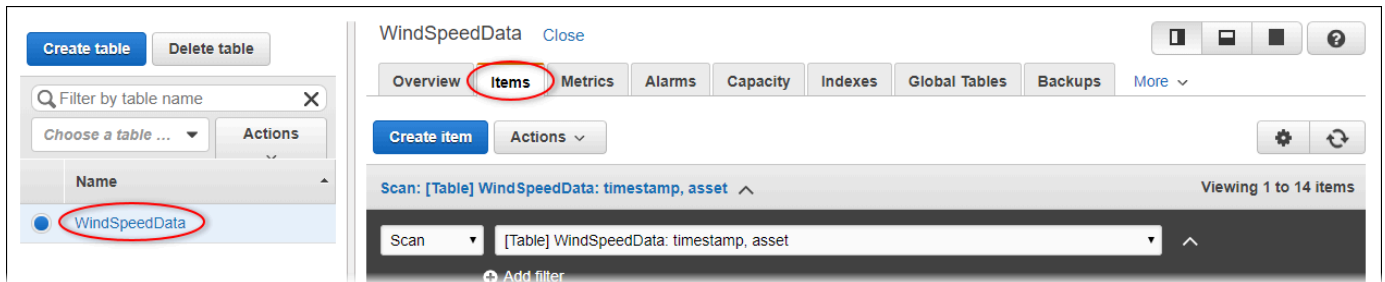 Create table Delete table
Filter by table name
Choose a table ... Actions
Name
WindSpeedData
WindSpeedData Close
Overview Items Metrics Alarms Capacity Indexes Global Tables Backups More
Create item Actions
Scan: [Table] WindSpeedData: timestamp, asset Viewing 1 to 14 items
Scan [Table] WindSpeedData: timestamp, asset
Add filter